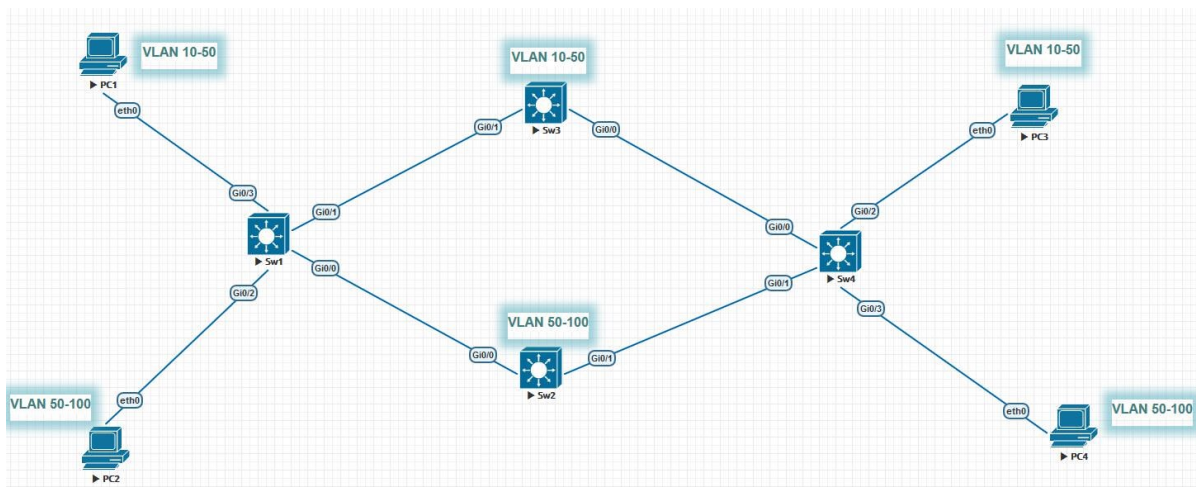 VLAN 10-50
PC1
eth0
VLAN 10-50
Gi0/1
Sw3
Gi0/0
VLAN 10-50
eth0
PC3
Gi0/3
Gi0/1
Sw1
Gi0/0
Gi0/2
Gi0/2
Gi0/0
Sw4
Gi0/1
Gi0/3
VLAN 50-100
Gi0/0
Sw2
Gi0/1
VLAN 50-100
eth0
PC2
eth0
VLAN 50-100
PC4